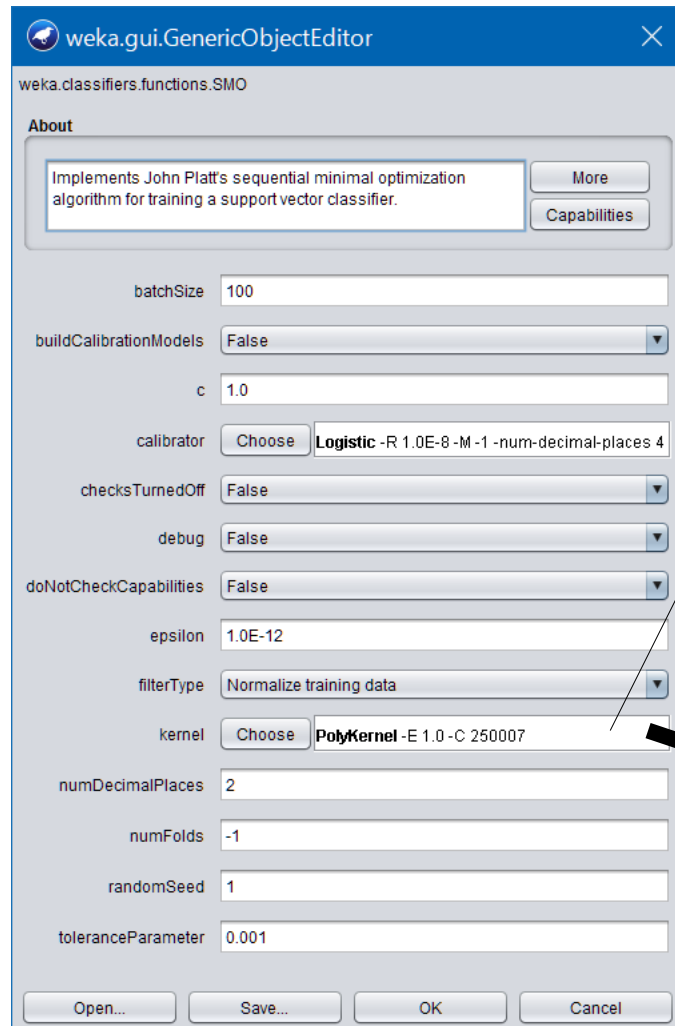 weka.gui.GenericObjectEditor
weka.classifiers.functions.SMO
About
Implements John Platt's sequential minimal optimization
algorithm for training a support vector classifier.
More
Capabilities
batchSize 100
buildCalibrationModels False
c 1.0
calibrator Choose Logistic -R 1.0E-8 -M -1 -num-decimal-places 4
checksTurnedOff False
debug False
doNotCheckCapabilities False
epsilon 1.0E-12
filterType Normalize training data
kernel Choose PolyKernel -E 1.0 -C 250007
numDecimalPlaces 2
numFolds -1
randomSeed 1
toleranceParameter 0.001
Open... Save... OK Cancel